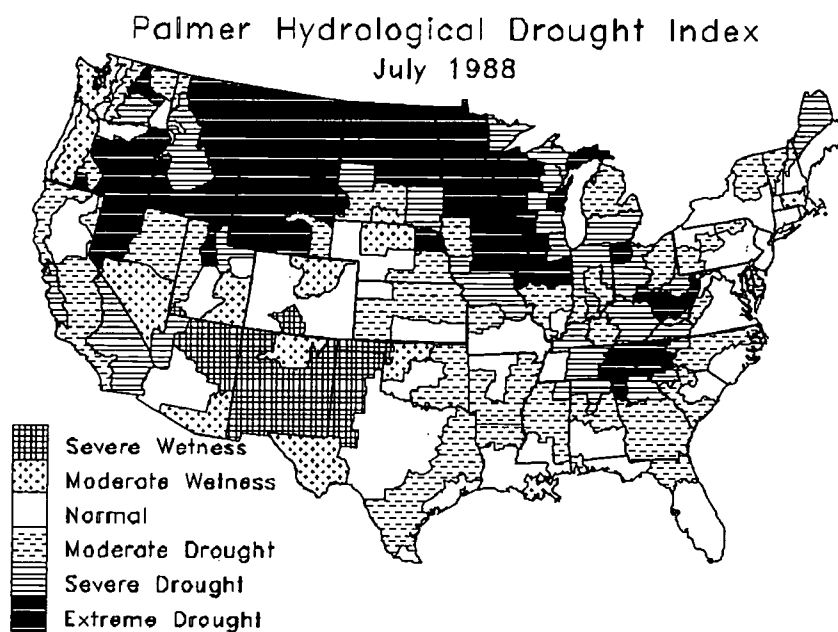 Palmer Hydrological Drought Index
July 1988
Severe Wetness
Moderate Wetness
Normal
Moderate Drought
Severe Drought
Extreme Drought